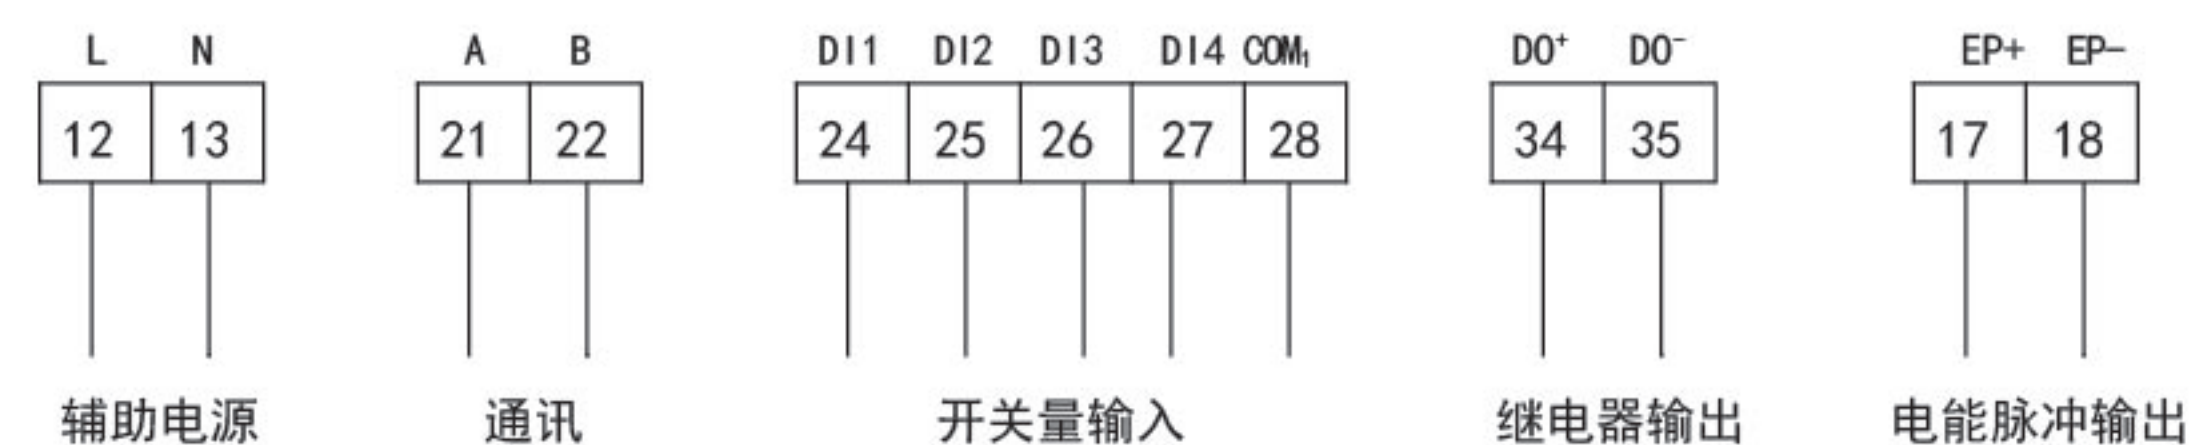 L N A B DI1 DI2 DI3 DI4 COM₁ DO⁺ DO⁻ EP+ EP-
12 13 21 22 24 25 26 27 28 34 35 17 18
辅助电源 通讯 开关量输入 继电器输出 电能脉冲输出